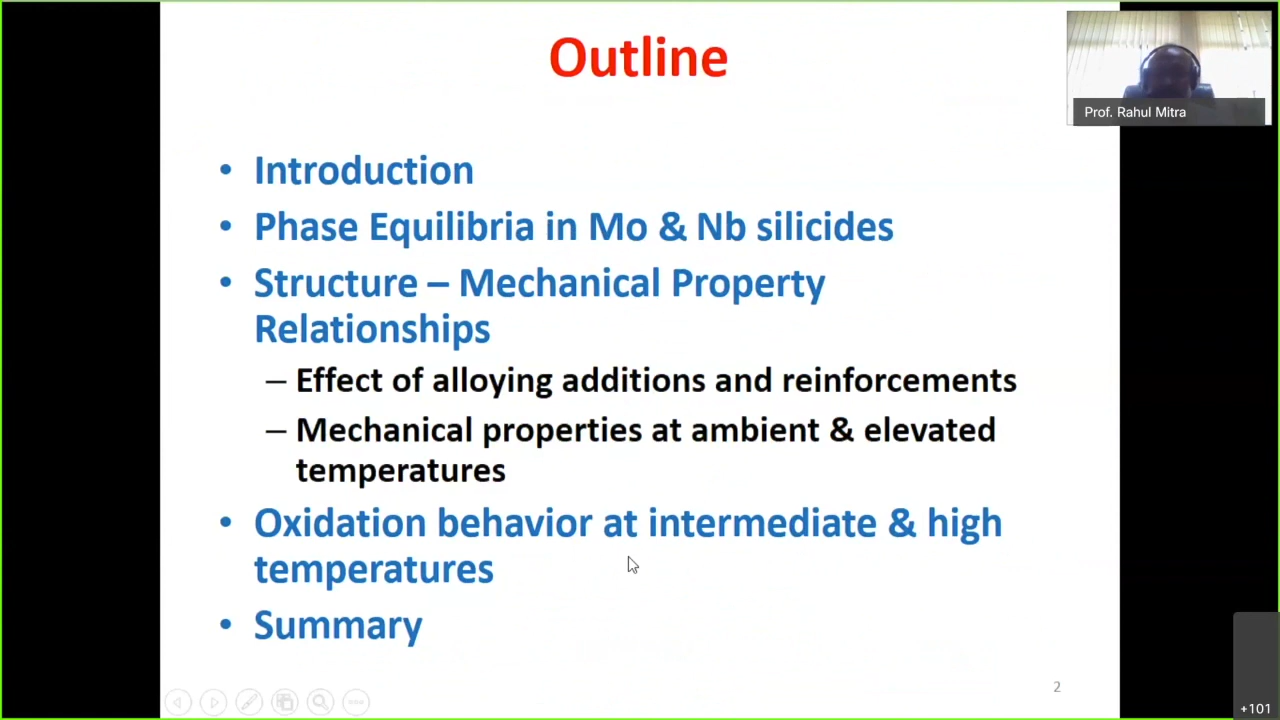 Outline
Prof. Rahul Mitra
• Introduction
• Phase Equilibria in Mo & Nb silicides
• Structure – Mechanical Property
Relationships
– Effect of alloying additions and reinforcements
– Mechanical properties at ambient & elevated
temperatures
• Oxidation behavior at intermediate & high
temperatures
• Summary
2
+101